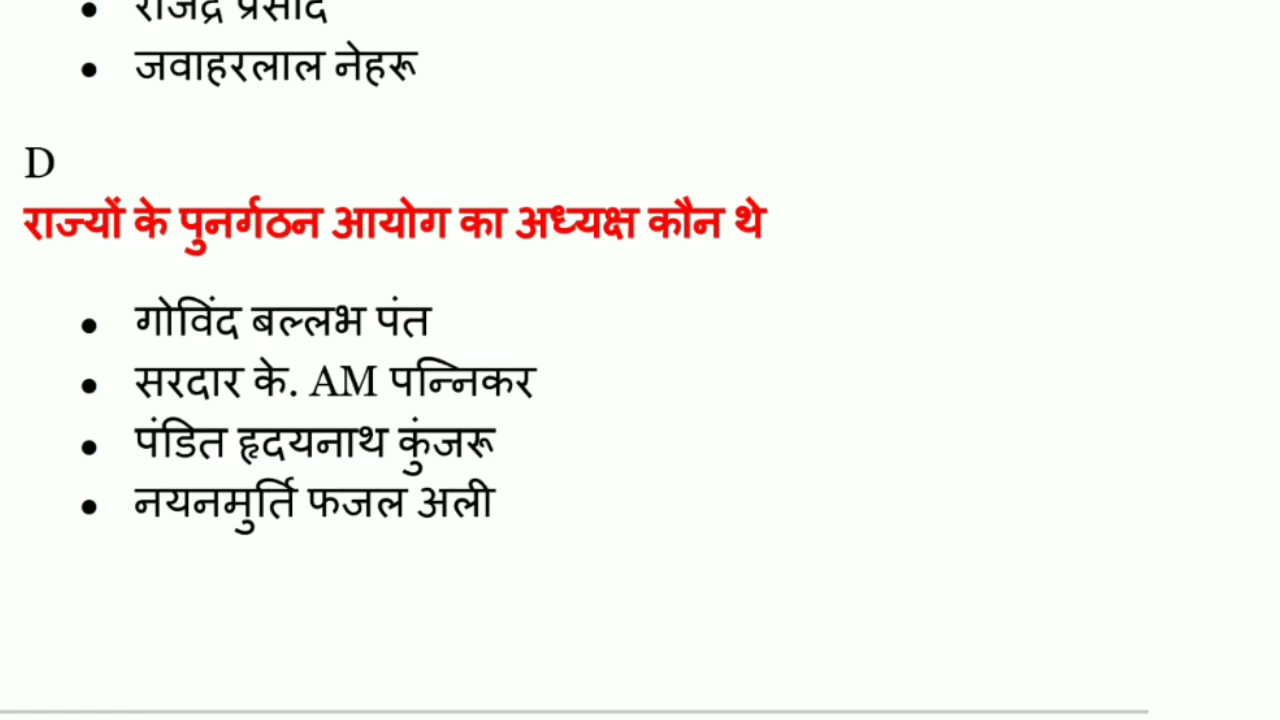 राजेंद्र प्रसाद
• जवाहरलाल नेहरू
D
राज्यों के पुनर्गठन आयोग का अध्यक्ष कौन थे
• गोविंद बल्लभ पंत
• सरदार के. AM पन्निकर
• पंडित हृदयनाथ कुंजरू
• नयनमुर्ति फजल अली